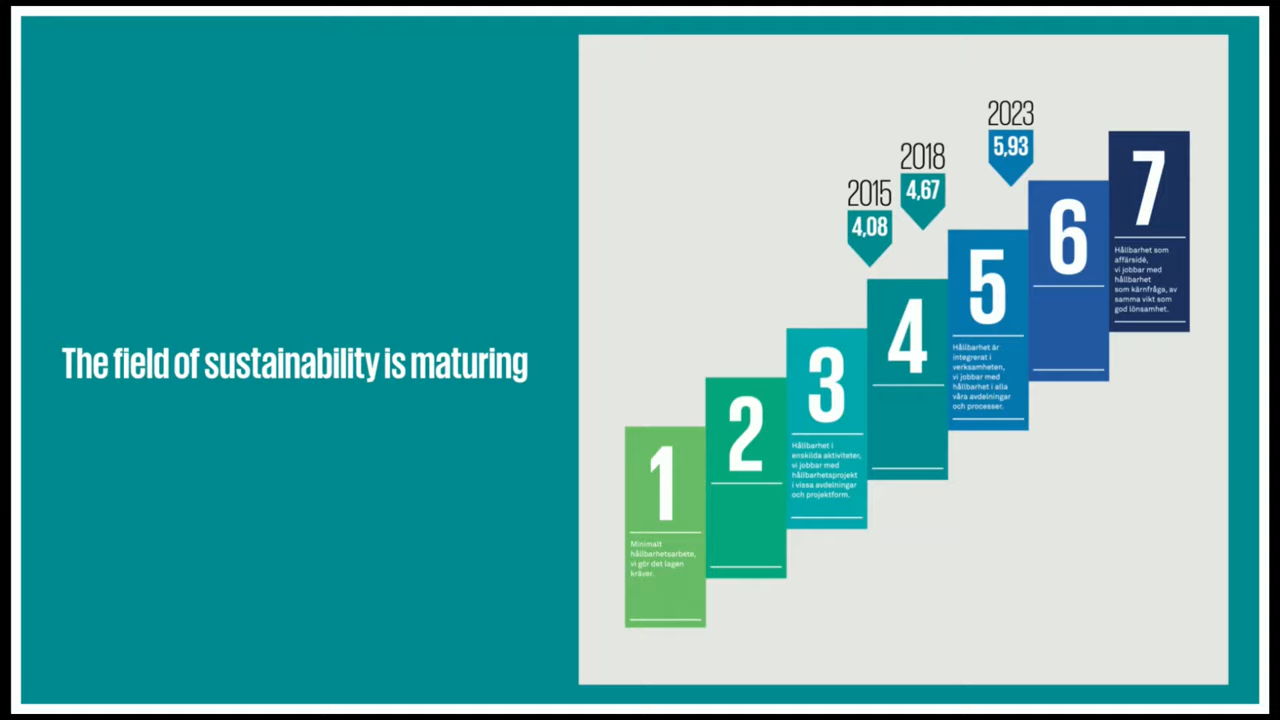 The field of sustainability is maturing
2015
4,08
2018
4,67
2023
5,93
1
Minimalt
hållbarhetsarbete,
vi gör det lagen
kräver.
2
3
Hållbarhet i
enskilda aktiviteter,
vi jobbar med
hållbarhetsprojekt
i vissa avdelningar
och projektform.
4
5
Hållbarhet är
integrerat i
verksamheten,
vi jobbar med
hållbarhet i alla
våra avdelningar
och processer.
6
7
Hållbarhet som
affärsidé,
vi jobbar med
hållbarhet
som kärnfråga, av
samma vikt som
god lönsamhet.